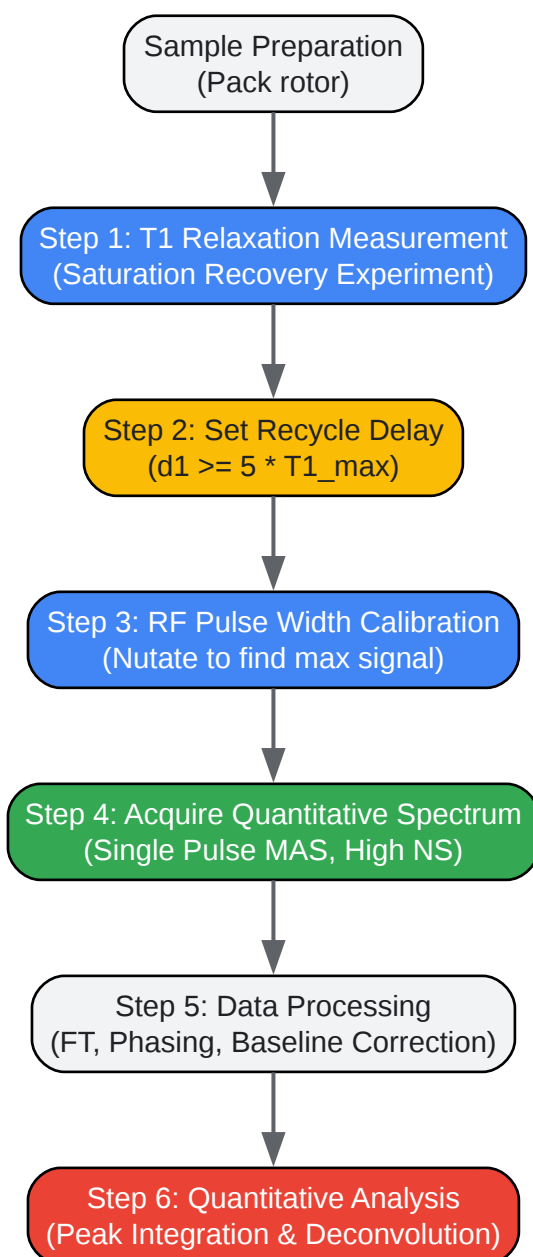 Sample Preparation
(Pack rotor)
Step 1: T1 Relaxation Measurement
(Saturation Recovery Experiment)
Step 2: Set Recycle Delay
(d1 >= 5 * T1_max)
Step 3: RF Pulse Width Calibration
(Nutate to find max signal)
Step 4: Acquire Quantitative Spectrum
(Single Pulse MAS, High NS)
Step 5: Data Processing
(FT, Phasing, Baseline Correction)
Step 6: Quantitative Analysis
(Peak Integration & Deconvolution)